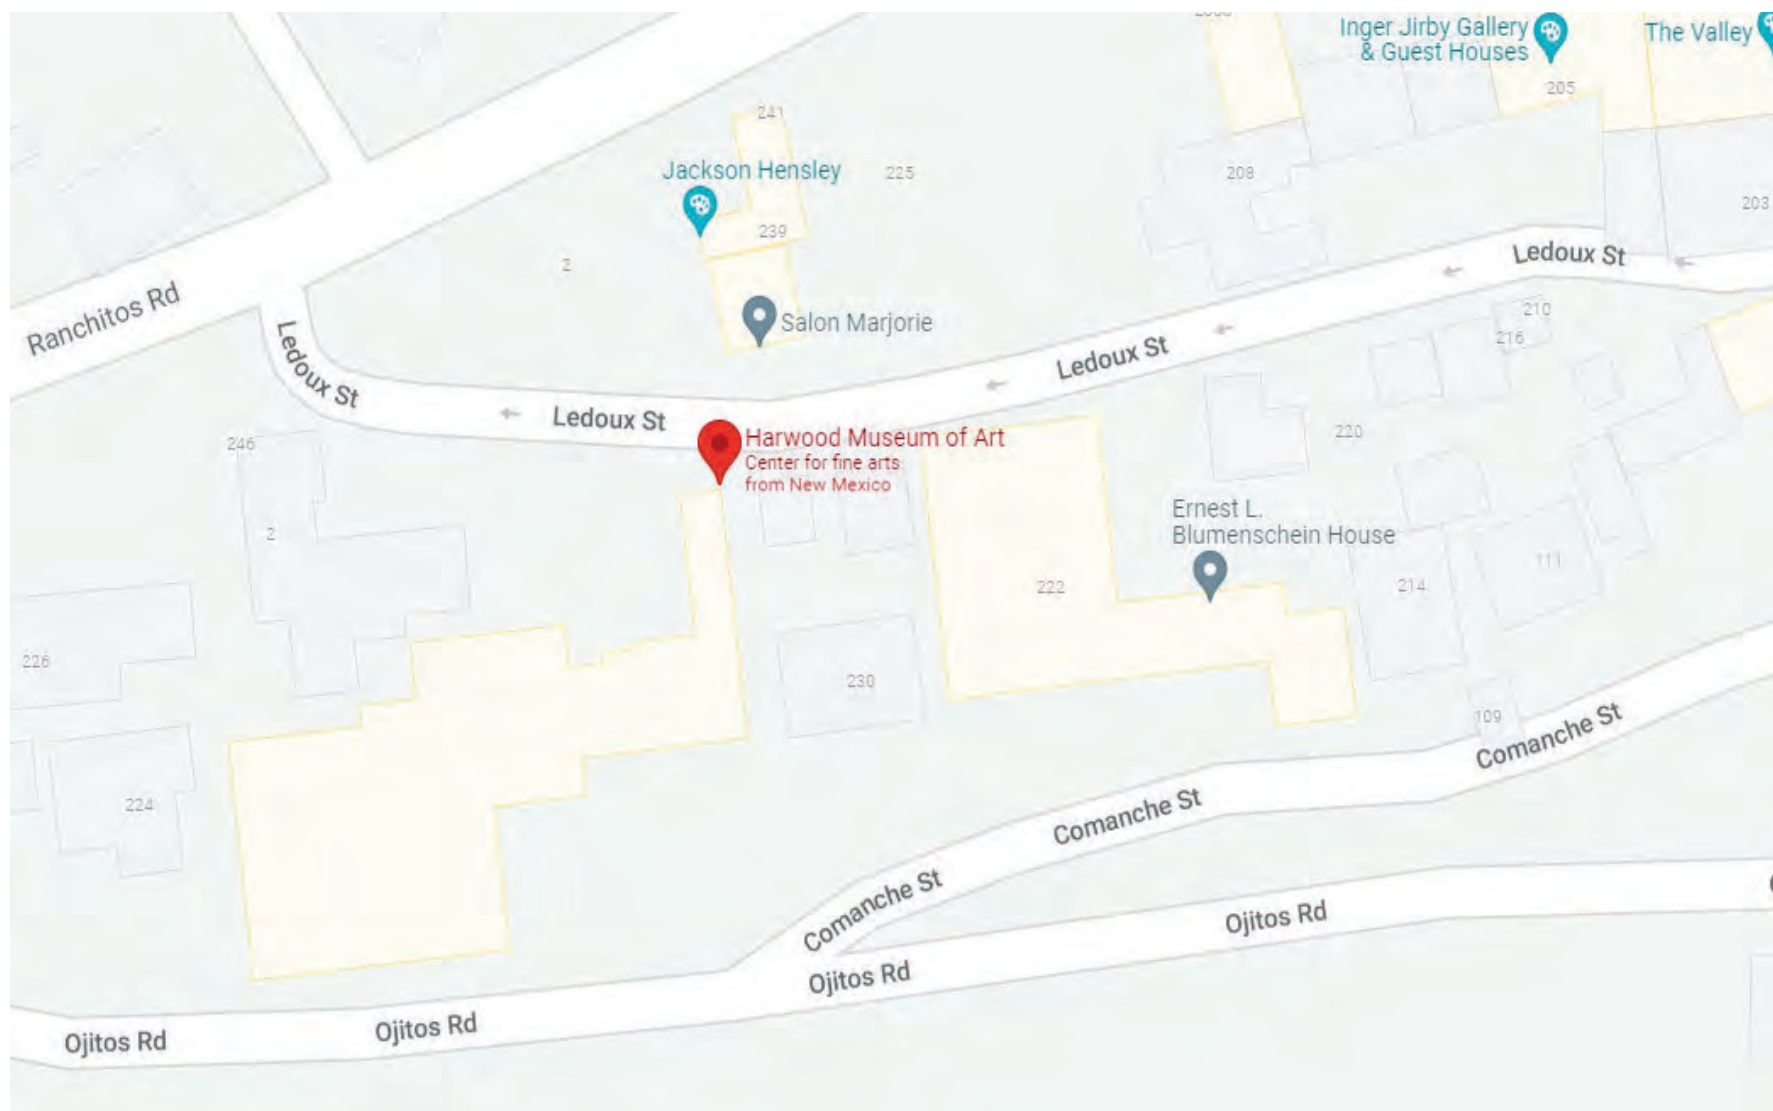 Inger Jirby Gallery
& Guest Houses
The Valley
205
241
Jackson Hensley
225
208
203
239
2
Ledoux St
Ranchitos Rd
Salon Marjorie
210
216
Ledoux St
Ledoux St
Ledoux St
Harwood Museum of Art
Center for fine arts
from New Mexico
246
220
Ernest L.
Blumenschein House
2
222
214
111
226
230
109
Comanche St
224
Comanche St
Comanche St
Ojitos Rd
Ojitos Rd
Ojitos Rd
Ojitos Rd